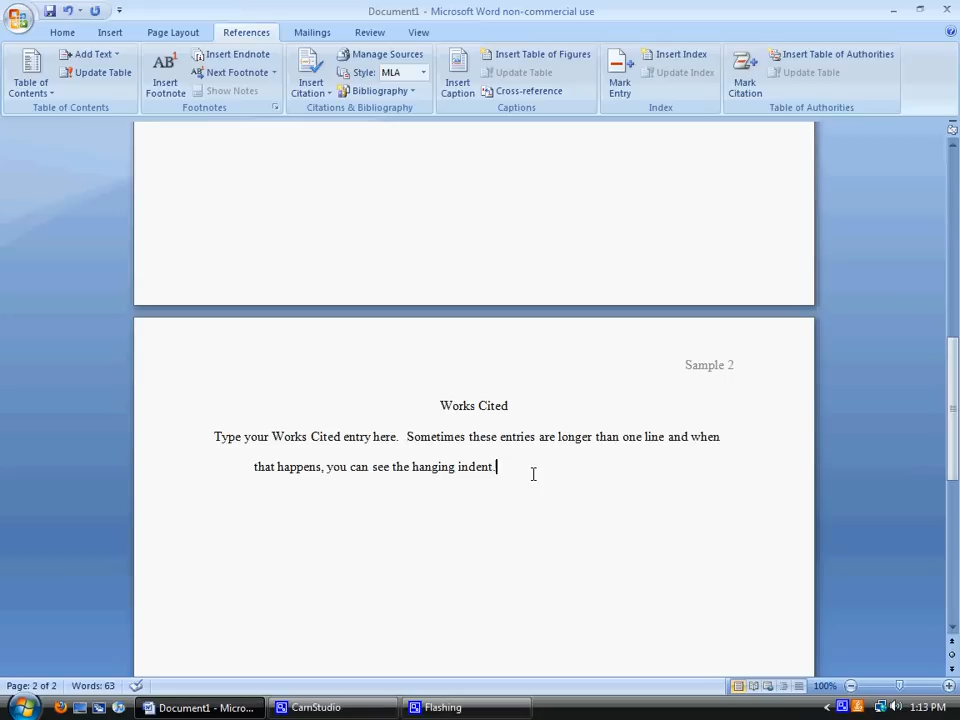 Document1 - Microsoft Word non-commercial use
Home Insert Page Layout References Mailings Review View
Table of Contents
Add Text
Update Table
Table of Contents
AB1
Insert Footnote
Insert Endnote
AB Next Footnote
Show Notes
Footnotes
Insert Citation
Manage Sources
Style: MLA
Bibliography
Citations & Bibliography
Insert Caption
Insert Table of Figures
Update Table
Cross-reference
Captions
Mark Entry
Insert Index
Update Index
Index
Mark Citation
Insert Table of Authorities
Update Table
Table of Authorities
Sample 2
Works Cited
Type your Works Cited entry here.  Sometimes these entries are longer than one line and when
that happens, you can see the hanging indent.
Page: 2 of 2 Words: 63 100%
Document1 - Micro... CamStudio Flashing 1:13 PM